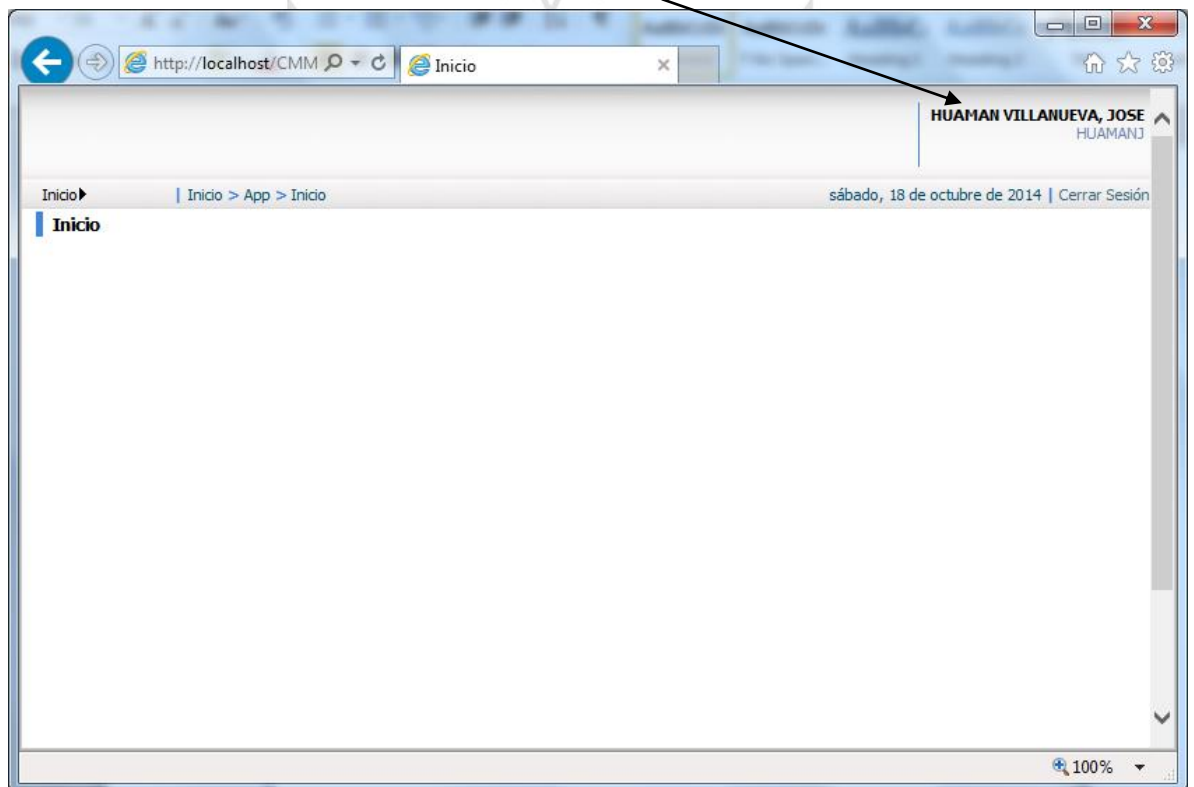 http://localhost/CMM
Inicio
HUAMAN VILLANUEVA, JOSE
HUAMANJ
Inicio | Inicio > App > Inicio sábado, 18 de octubre de 2014 | Cerrar Sesión
Inicio
100%